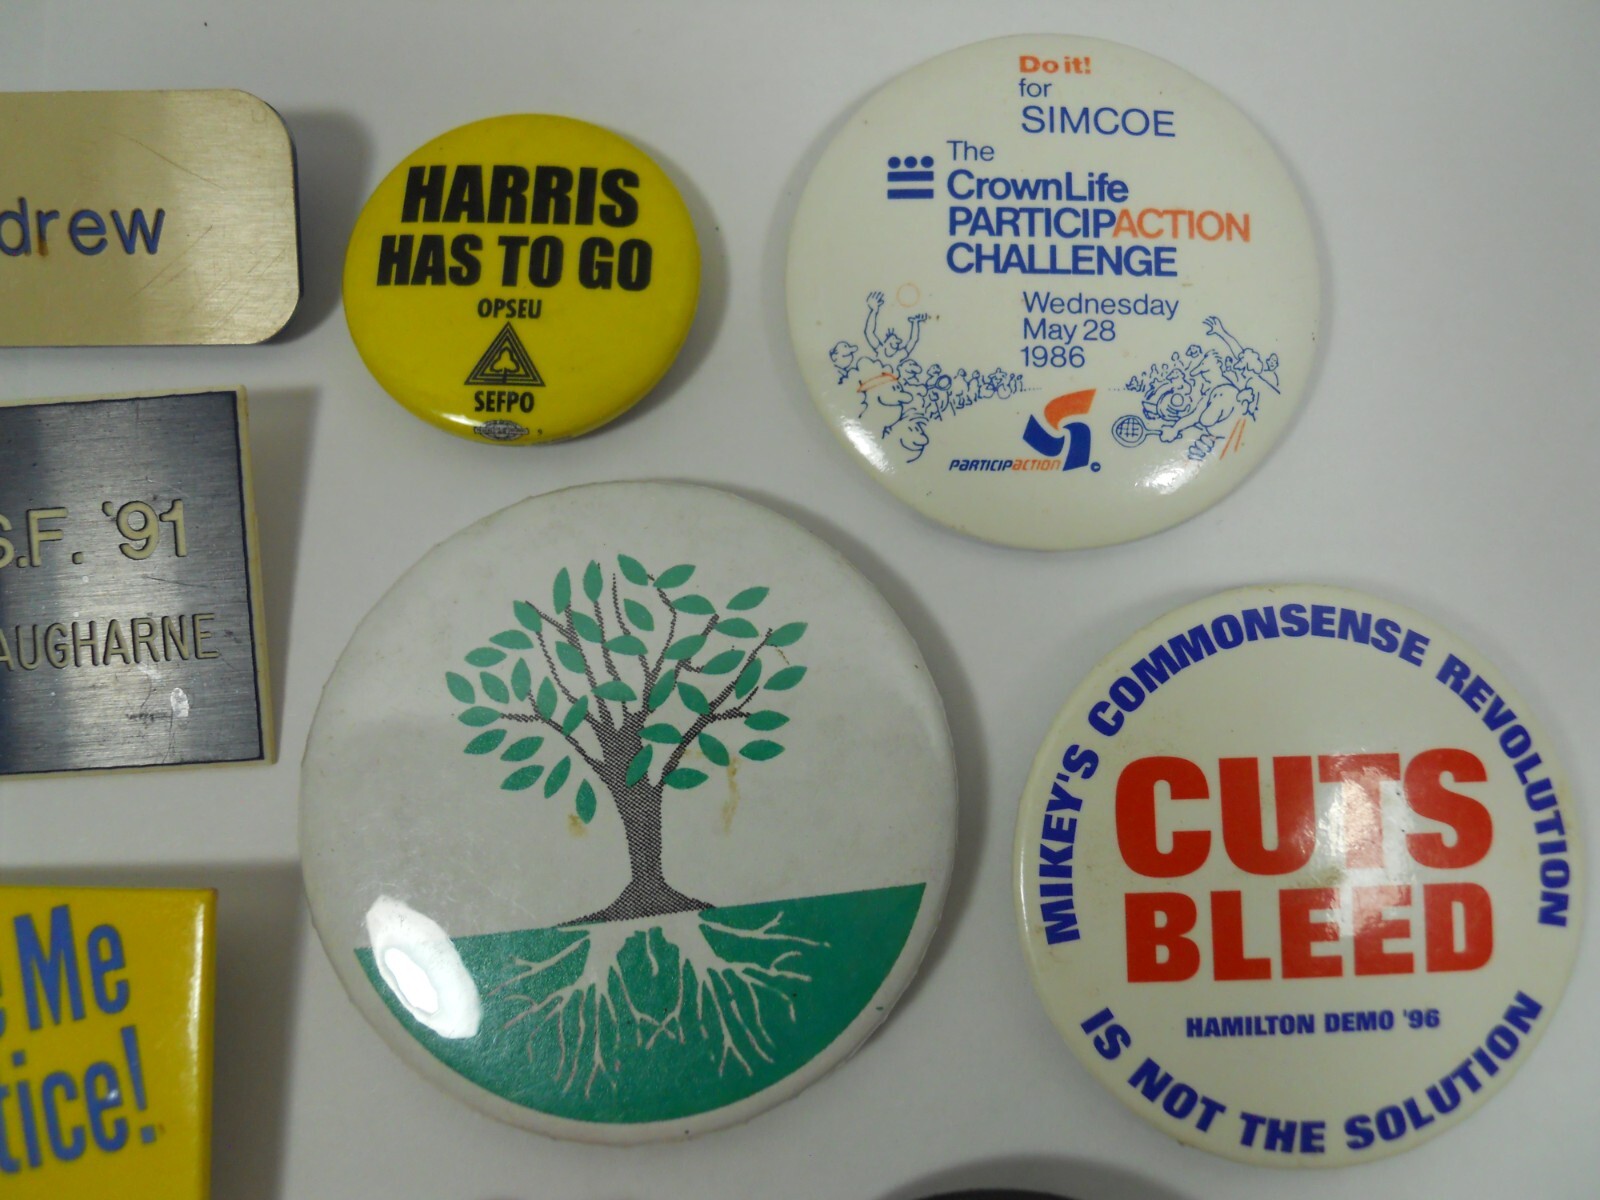 drew
S.F. '91
AUGHARNE
Me
tice!
HARRIS
HAS TO GO
OPSEU
SEFPO
Do it!
for
SIMCOE
The
CrownLife
PARTICIPACTION
CHALLENGE
Wednesday
May 28
1986
PARTICIPACTION
MIKEY'S COMMONSENSE REVOLUTION
CUTS
BLEED
HAMILTON DEMO '96
IS NOT THE SOLUTION